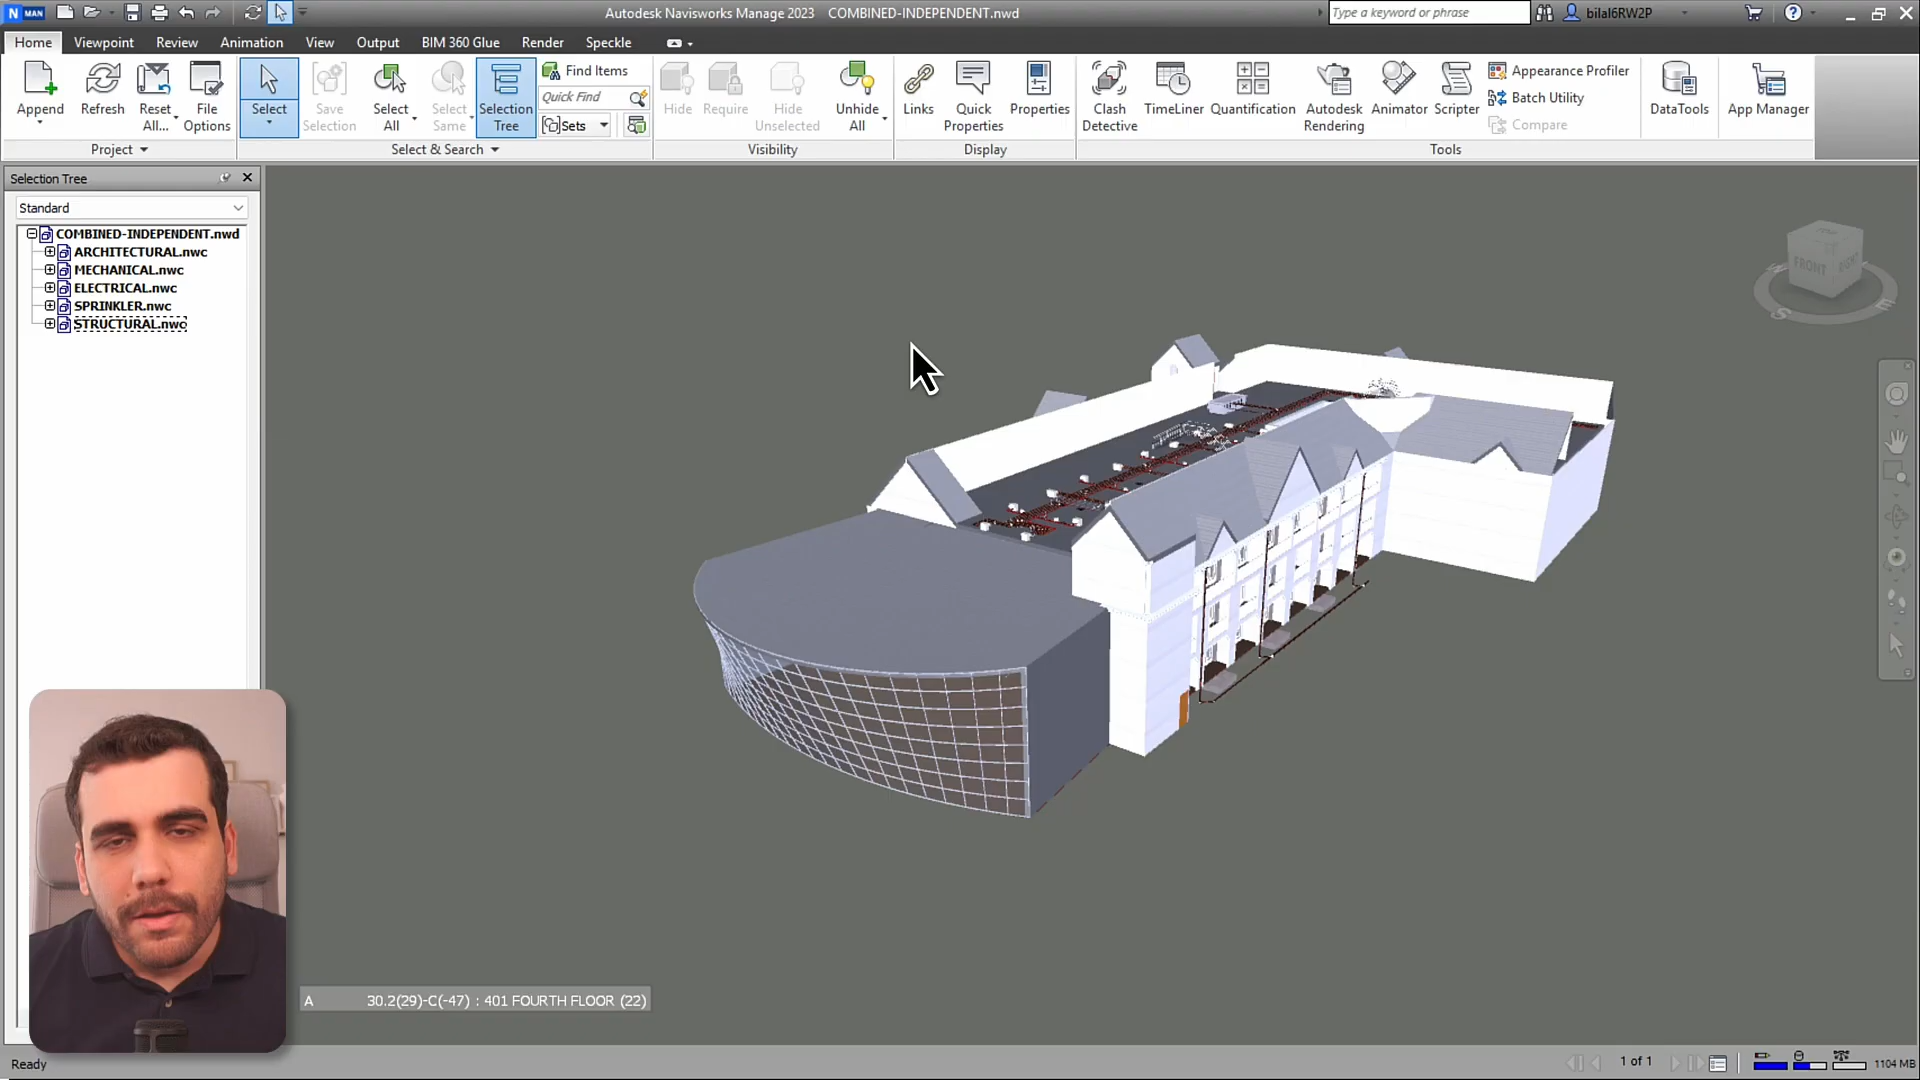 N MAN
Autodesk Navisworks Manage 2023 COMBINED-INDEPENDENT.nwd
Type a keyword or phrase
bilal6RW2P
Home Viewpoint Review Animation View Output BIM 360 Glue Render Speckle
Append
Refresh
Reset
All...
File
Options
Project
Select
Save
Selection
Select
All
Select
Same
Selection
Tree
Find Items
Quick Find
Sets
Select & Search
Hide
Require
Hide
Unselected
Unhide
All
Visibility
Links
Quick
Properties
Properties
Display
Clash
Detective
TimeLiner
Quantification
Autodesk
Rendering
Animator
Scripter
Appearance Profiler
Batch Utility
Compare
Tools
DataTools
App Manager
Selection Tree
Standard
COMBINED-INDEPENDENT.nwd
ARCHITECTURAL.nwc
MECHANICAL.nwc
ELECTRICAL.nwc
SPRINKLER.nwc
STRUCTURAL.nwc
FRONT
RIGHT
S
E
A 30.2(29)-C(-47) : 401 FOURTH FLOOR (22)
Ready
1 of 1
1104 MB